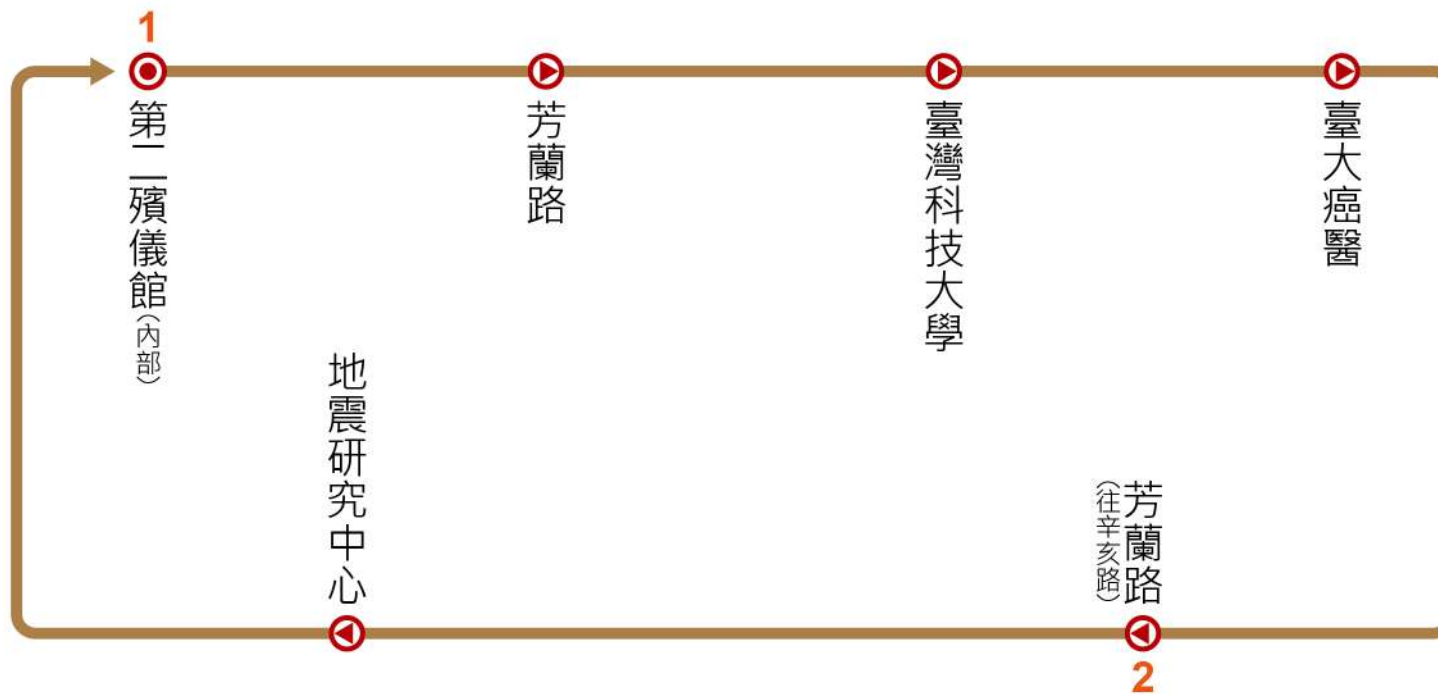 1
第二殯儀館(內部)
芳蘭路
臺灣科技大學
臺大癌醫
地震研究中心
芳蘭路
(往辛亥路)
2